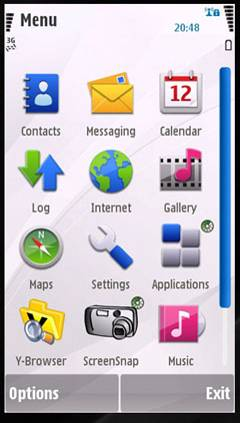 Menu
20:48
3G
12
Contacts Messaging Calendar
Log Internet Gallery
Maps Settings Applications
Y-Browser ScreenSnap Music
Options Exit